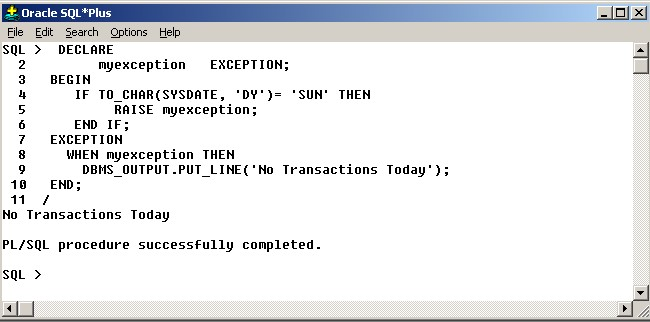 Oracle SQL*Plus
File Edit Search Options Help
SQL > DECLARE
2 myexception EXCEPTION;
3 BEGIN
4 IF TO_CHAR(SYSDATE, 'DY')= 'SUN' THEN
5 RAISE myexception;
6 END IF;
7 EXCEPTION
8 WHEN myexception THEN
9 DBMS_OUTPUT.PUT_LINE('No Transactions Today');
10 END;
11 /
No Transactions Today
PL/SQL procedure successfully completed.
SQL >